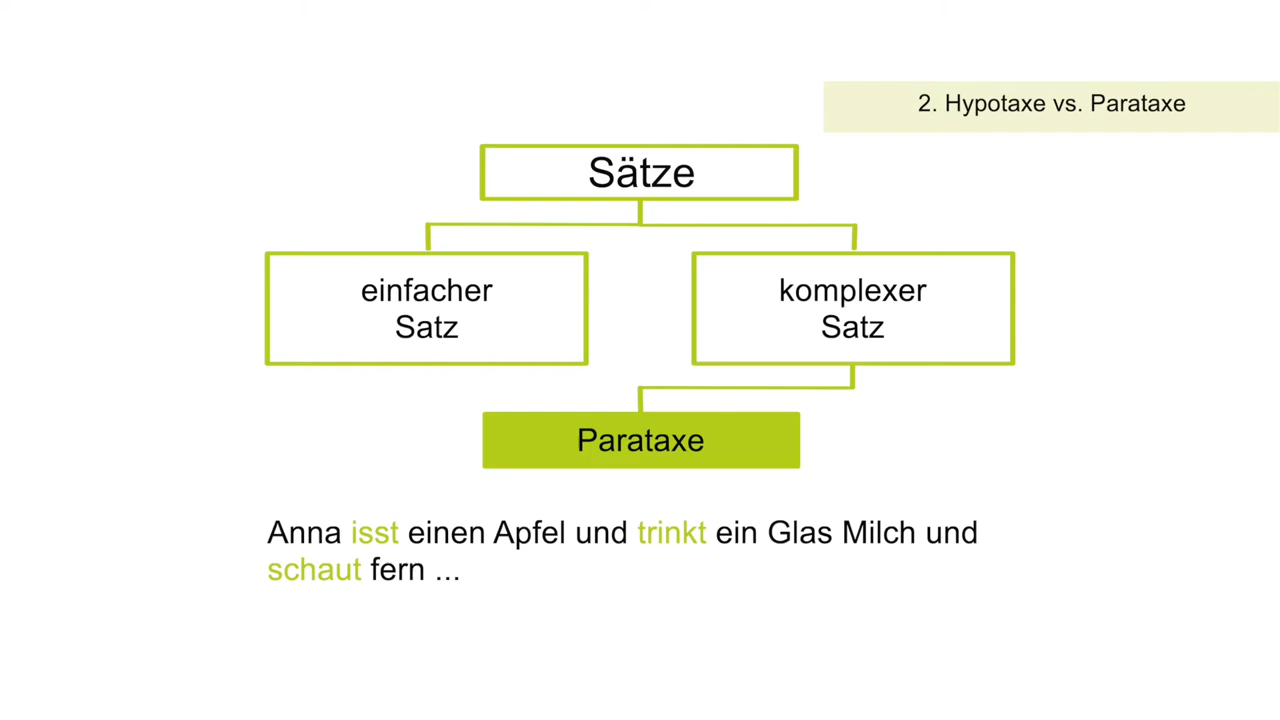 2. Hypotaxe vs. Parataxe
Sätze
einfacher
Satz
komplexer
Satz
Parataxe
Anna isst einen Apfel und trinkt ein Glas Milch und
schaut fern ...